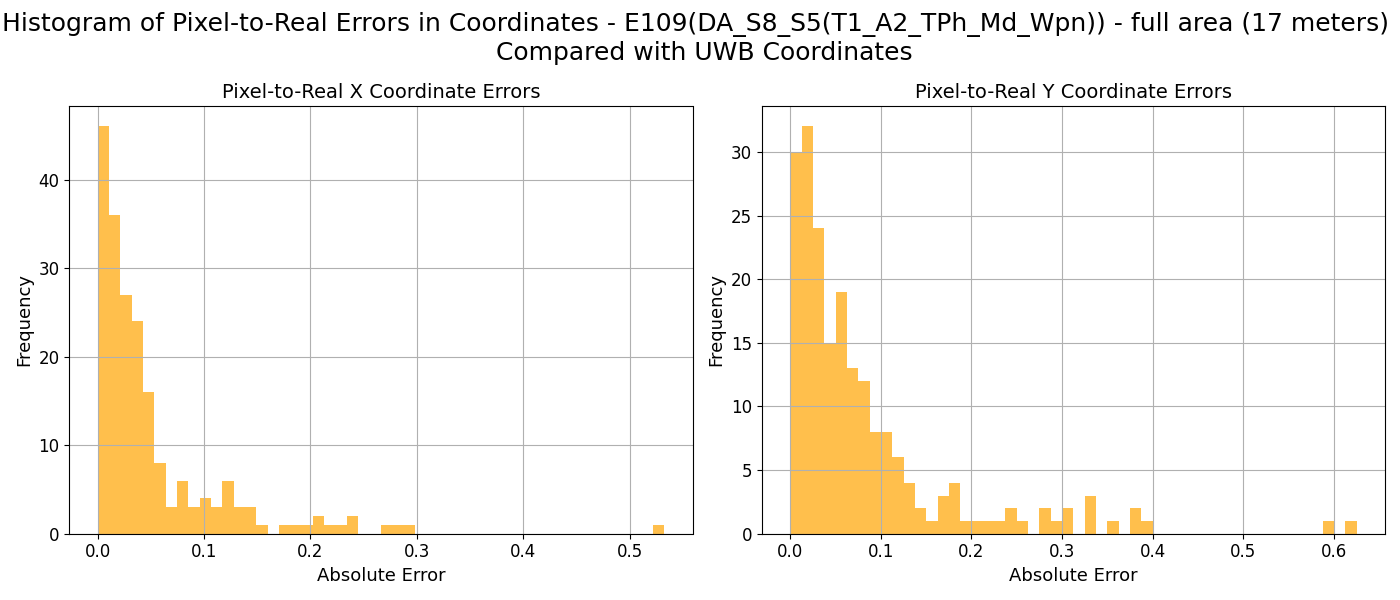 Histogram of Pixel-to-Real Errors in Coordinates - E109(DA_S8_S5(T1_A2_TPh_Md_Wpn)) - full area (17 meters)
Compared with UWB Coordinates
Pixel-to-Real X Coordinate Errors
Frequency
40
30
20
10
0
0.0 0.1 0.2 0.3 0.4 0.5
Absolute Error
Pixel-to-Real Y Coordinate Errors
Frequency
30
25
20
15
10
5
0
0.0 0.1 0.2 0.3 0.4 0.5 0.6
Absolute Error